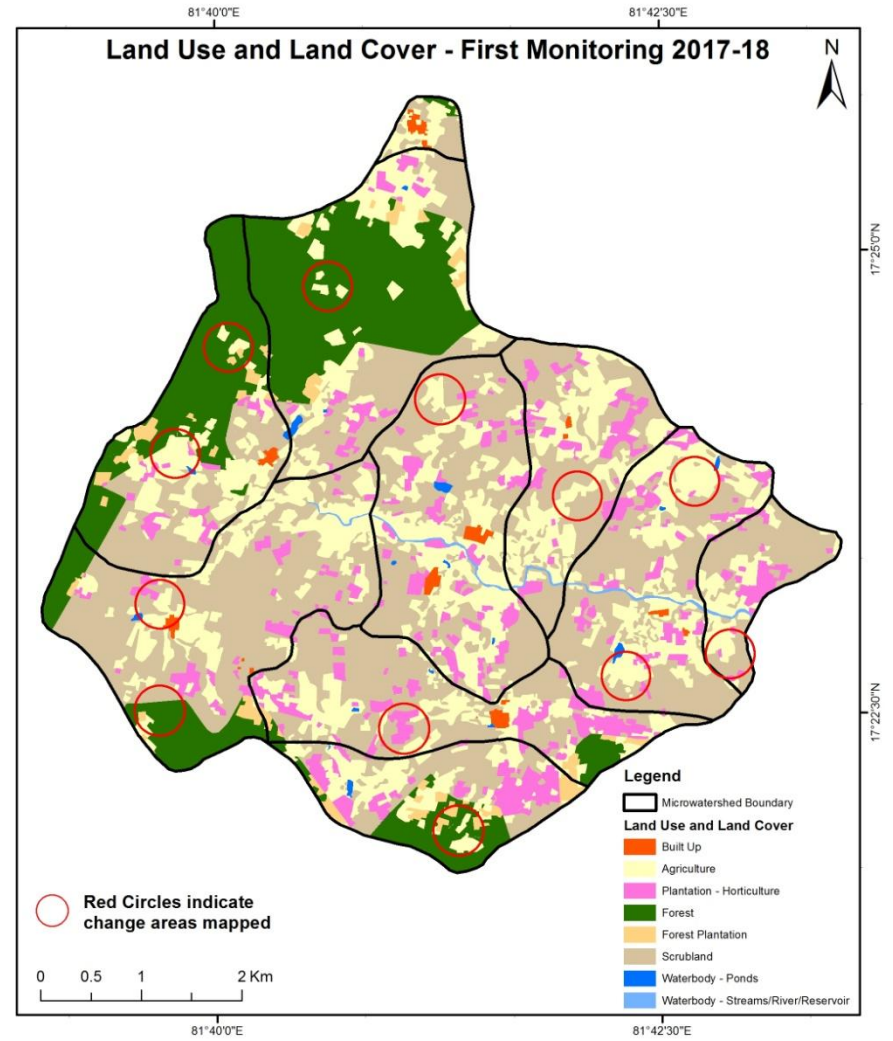 81°40'0"E
81°42'30"E
Land Use and Land Cover - First Monitoring 2017-18
N
17°25'0"N
17°22'30"N
Legend
Microwatershed Boundary
Land Use and Land Cover
Built Up
Agriculture
Plantation - Horticulture
Forest
Forest Plantation
Scrubland
Waterbody - Ponds
Waterbody - Streams/River/Reservoir
Red Circles indicate
change areas mapped
0 0.5 1 2 Km
81°40'0"E
81°42'30"E